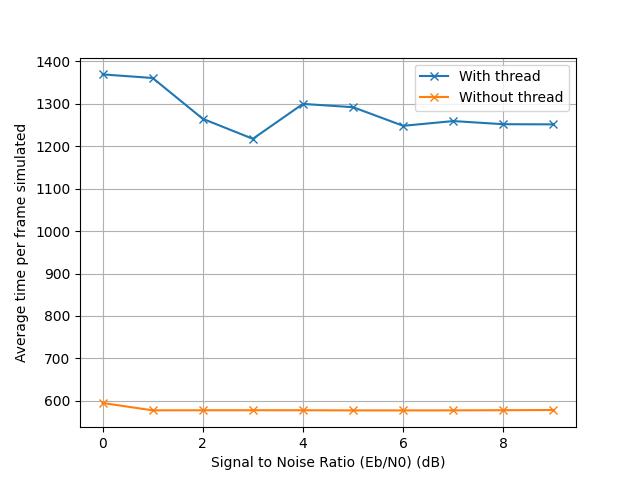 1400
1300
1200
1100
1000
900
800
700
600
Average time per frame simulated
With thread
Without thread
0 2 4 6 8
Signal to Noise Ratio (Eb/N0) (dB)